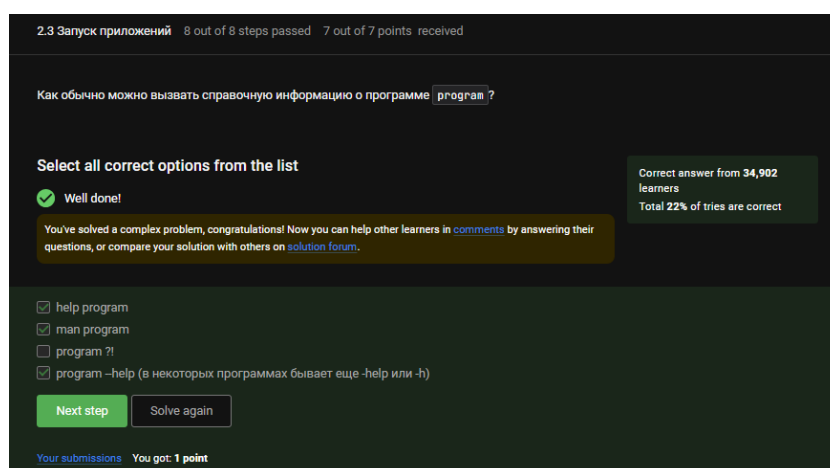 2.3 Запуск приложений 8 out of 8 steps passed 7 out of 7 points received
Как обычно можно вызвать справочную информацию о программе program ?
Select all correct options from the list
Correct answer from 34,902
learners
Total 22% of tries are correct
Well done!
You've solved a complex problem, congratulations! Now you can help other learners in comments by answering their
questions, or compare your solution with others on solution forum.
help program
man program
program ?!
program –help (в некоторых программах бывает еще -help или -h)
Next step Solve again
Your submissions You got: 1 point